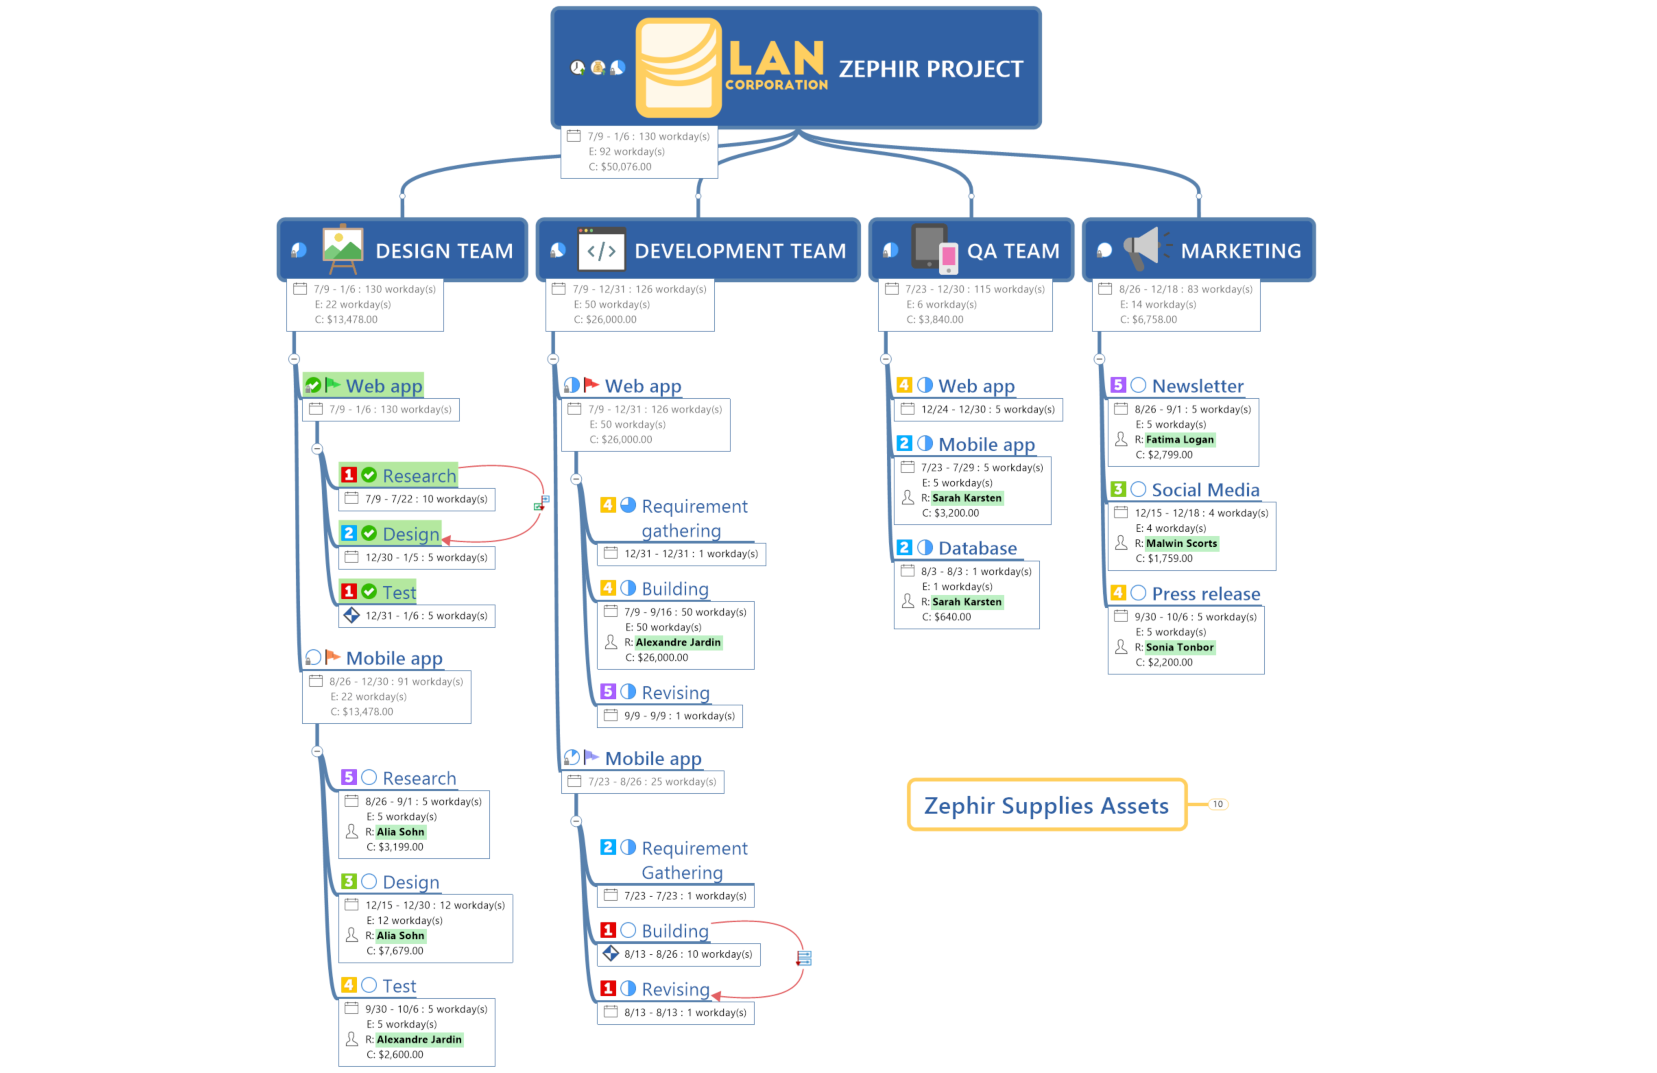 LAN
CORPORATION
ZEPHIR PROJECT
7/9 - 1/6 : 130 workday(s)
E: 92 workday(s)
C: $50,076.00
DESIGN TEAM
7/9 - 1/6 : 130 workday(s)
E: 22 workday(s)
C: $13,478.00
Web app
7/9 - 1/6 : 130 workday(s)
1 Research
7/9 - 7/22 : 10 workday(s)
2 Design
12/30 - 1/5 : 5 workday(s)
1 Test
12/31 - 1/6 : 5 workday(s)
Mobile app
8/26 - 12/30 : 91 workday(s)
E: 22 workday(s)
C: $13,478.00
5 Research
8/26 - 9/1 : 5 workday(s)
E: 5 workday(s)
R: Alia Sohn
C: $3,199.00
3 Design
12/15 - 12/30 : 12 workday(s)
E: 12 workday(s)
R: Alia Sohn
C: $7,679.00
4 Test
9/30 - 10/6 : 5 workday(s)
E: 5 workday(s)
R: Alexandre Jardin
C: $2,600.00
</> DEVELOPMENT TEAM
7/9 - 12/31 : 126 workday(s)
E: 50 workday(s)
C: $26,000.00
Web app
7/9 - 12/31 : 126 workday(s)
E: 50 workday(s)
C: $26,000.00
4 Requirement
gathering
12/31 - 12/31 : 1 workday(s)
4 Building
7/9 - 9/16 : 50 workday(s)
E: 50 workday(s)
R: Alexandre Jardin
C: $26,000.00
5 Revising
9/9 - 9/9 : 1 workday(s)
Mobile app
7/23 - 8/26 : 25 workday(s)
2 Requirement
Gathering
7/23 - 7/23 : 1 workday(s)
1 Building
8/13 - 8/26 : 10 workday(s)
1 Revising
8/13 - 8/13 : 1 workday(s)
QA TEAM
7/23 - 12/30 : 115 workday(s)
E: 6 workday(s)
C: $3,840.00
4 Web app
12/24 - 12/30 : 5 workday(s)
2 Mobile app
7/23 - 7/29 : 5 workday(s)
E: 5 workday(s)
R: Sarah Karsten
C: $3,200.00
2 Database
8/3 - 8/3 : 1 workday(s)
E: 1 workday(s)
R: Sarah Karsten
C: $640.00
MARKETING
8/26 - 12/18 : 83 workday(s)
E: 14 workday(s)
C: $6,758.00
5 Newsletter
8/26 - 9/1 : 5 workday(s)
E: 5 workday(s)
R: Fatima Logan
C: $2,799.00
3 Social Media
12/15 - 12/18 : 4 workday(s)
E: 4 workday(s)
R: Malwin Scorts
C: $1,759.00
4 Press release
9/30 - 10/6 : 5 workday(s)
E: 5 workday(s)
R: Sonia Tonbor
C: $2,200.00
Zephir Supplies Assets 10